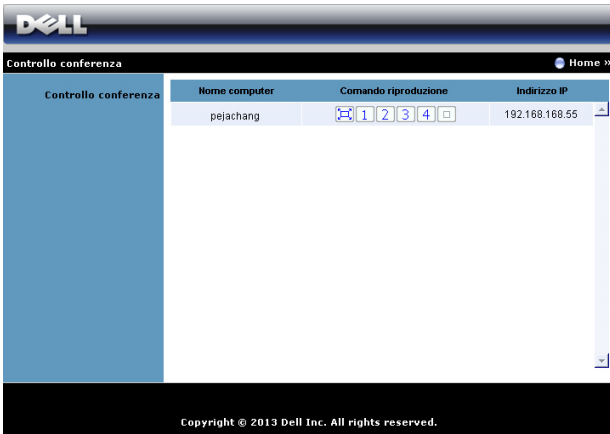 DELL
Controllo conferenza Home »
Controllo conferenza
Nome computer Comando riproduzione Indirizzo IP
pejachang 1 2 3 4 192.168.168.55
Copyright © 2013 Dell Inc. All rights reserved.